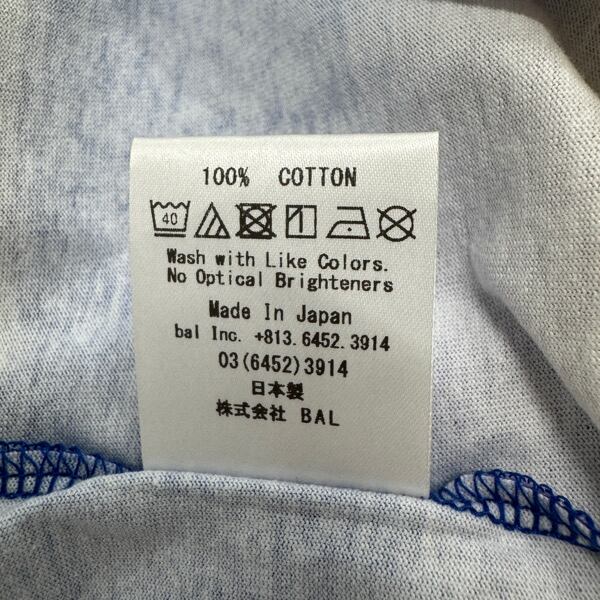 100% COTTON
40
Wash with Like Colors.
No Optical Brighteners
Made In Japan
bal Inc. +813.6452.3914
03(6452)3914
日本製
株式会社 BAL